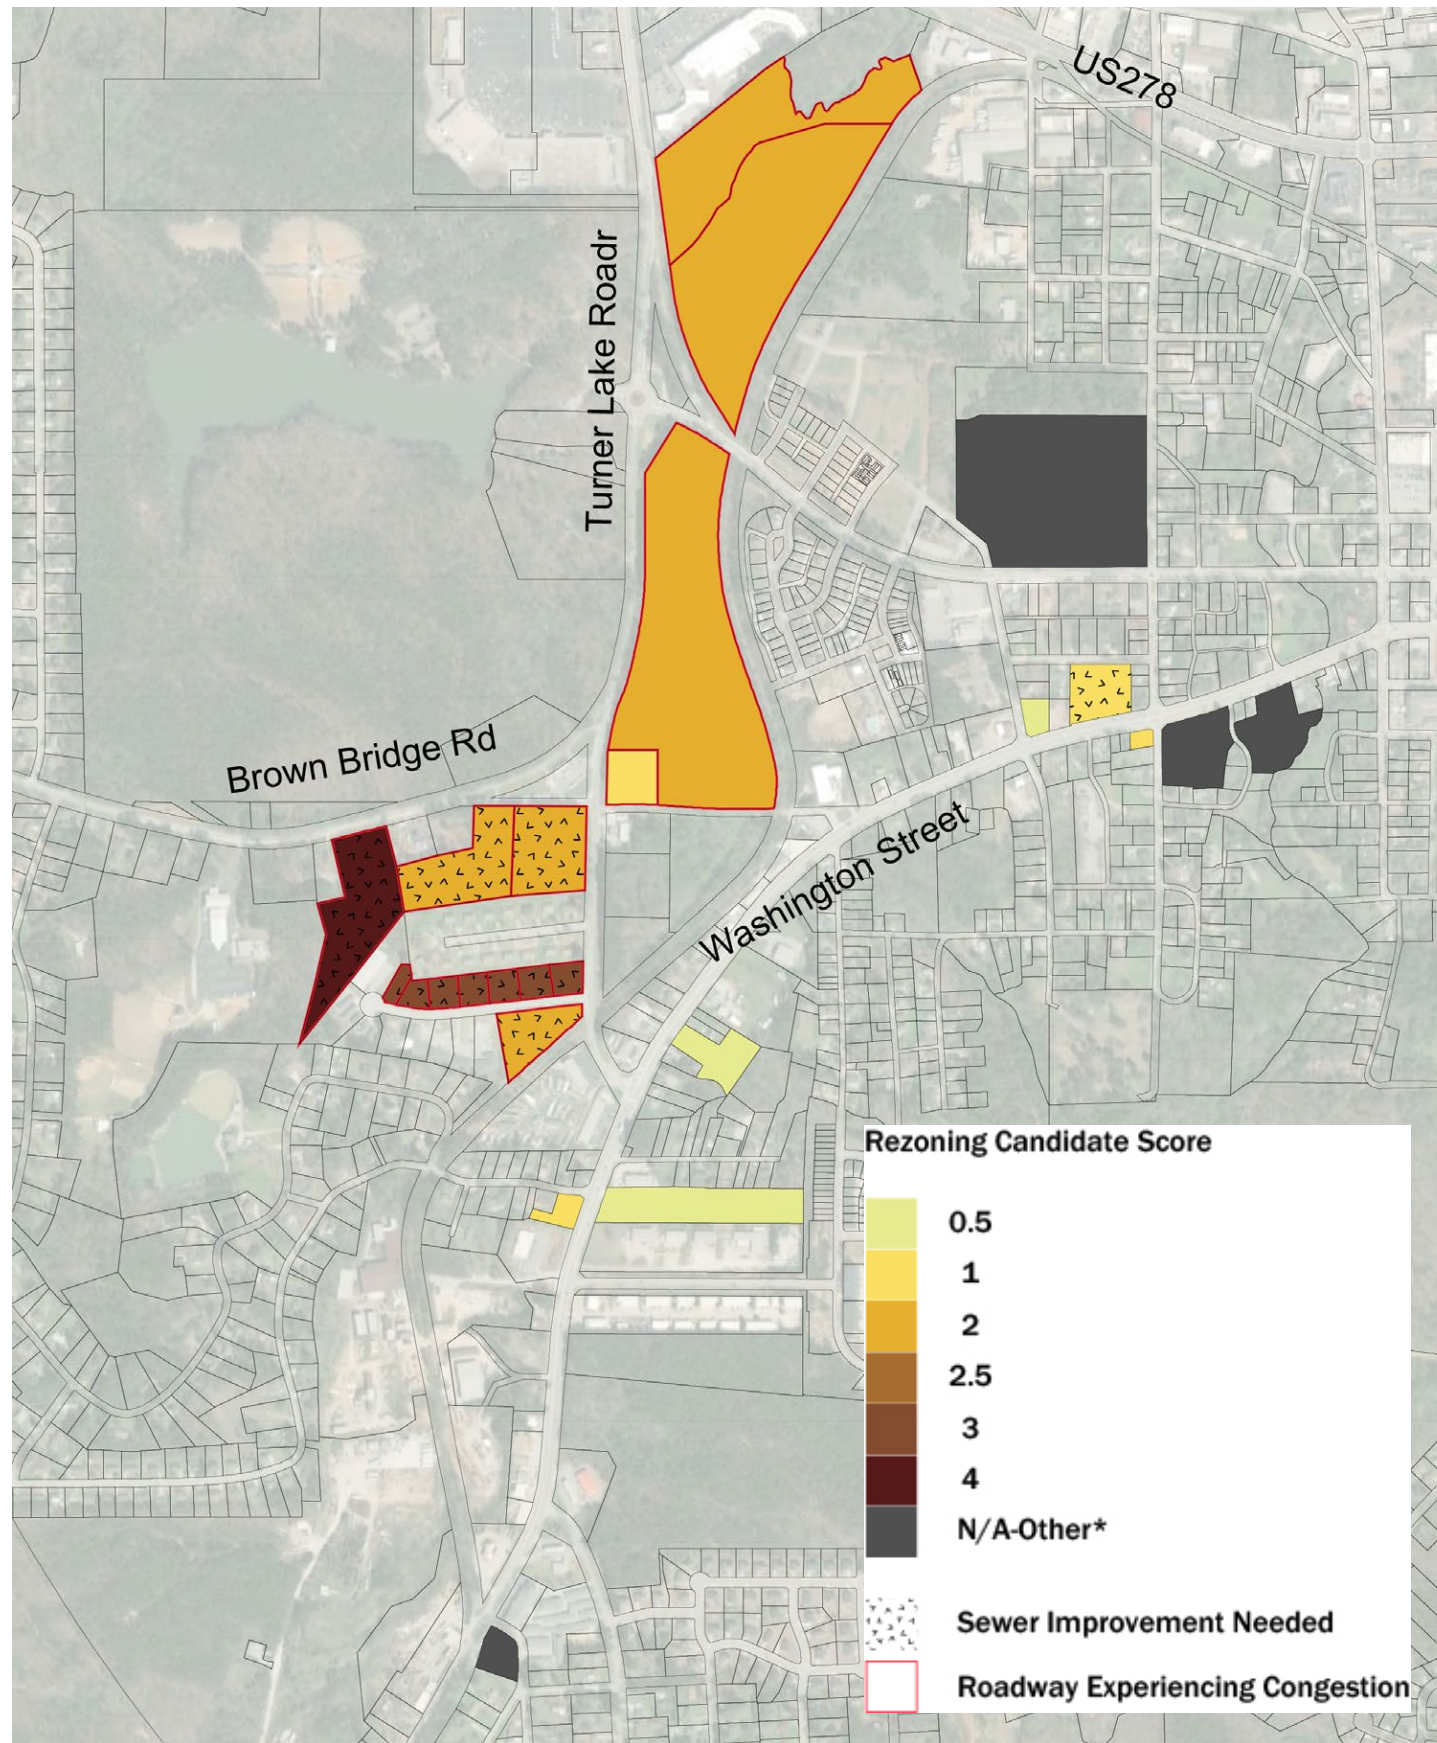 US278
Turner Lake Roadr
Brown Bridge Rd
Washington Street
Rezoning Candidate Score
0.5
1
2
2.5
3
4
N/A-Other*
Sewer Improvement Needed
Roadway Experiencing Congestion